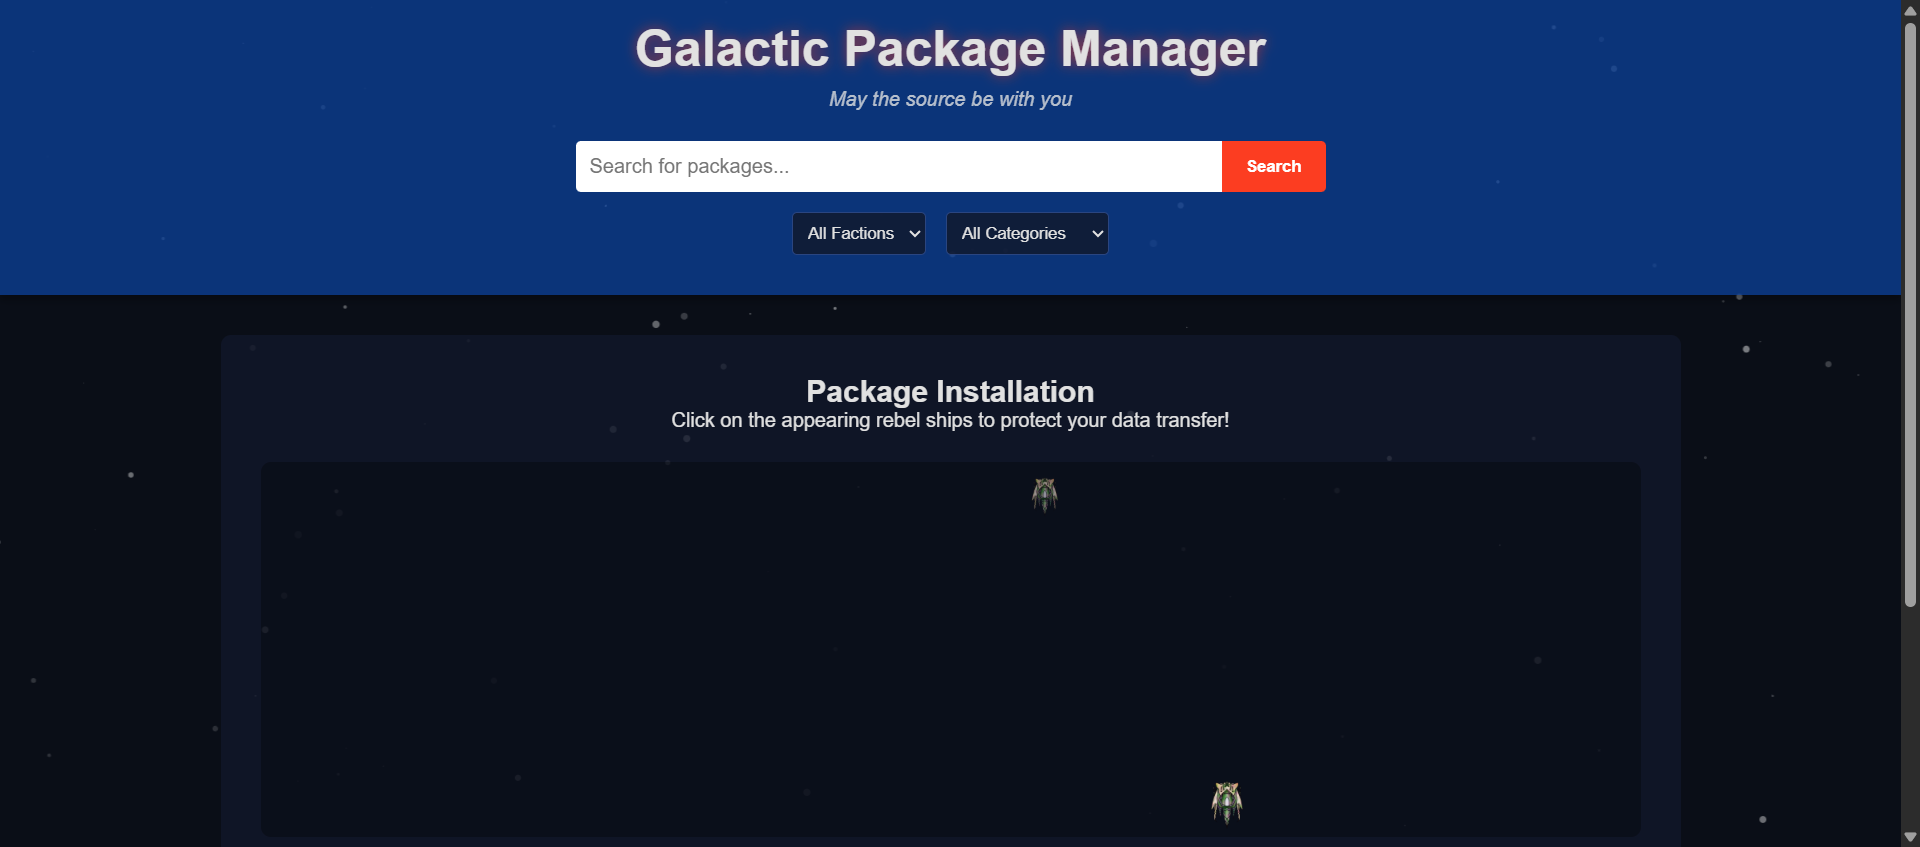 Galactic Package Manager
May the source be with you
Search for packages...
Search
All Factions
All Categories
Package Installation
Click on the appearing rebel ships to protect your data transfer!